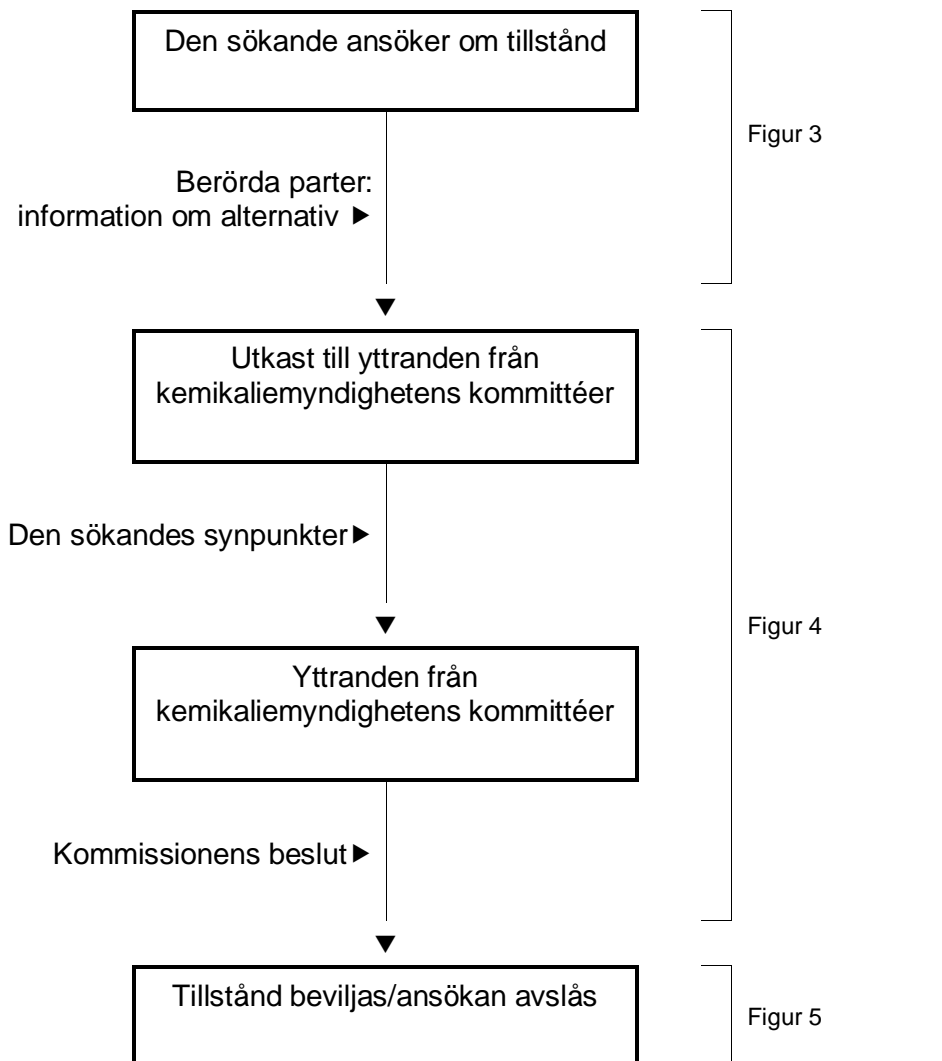 Den sökande ansöker om tillstånd
Figur 3
Berörda parter:
information om alternativ ►
▼
Utkast till yttranden från
kemikaliemyndighetens kommittéer
Den sökandes synpunkter►
▼
Figur 4
Yttranden från
kemikaliemyndighetens kommittéer
Kommissionens beslut►
▼
Tillstånd beviljas/ansökan avslås
Figur 5